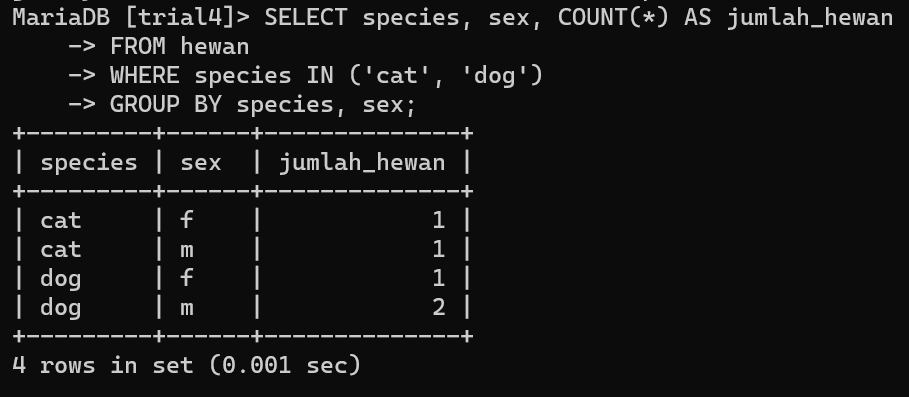 MariaDB [trial4]> SELECT species, sex, COUNT(*) AS jumlah_hewan
    -> FROM hewan
    -> WHERE species IN ('cat', 'dog')
    -> GROUP BY species, sex;
+---------+------+--------------+
| species | sex  | jumlah_hewan |
+---------+------+--------------+
| cat     | f    |            1 |
| cat     | m    |            1 |
| dog     | f    |            1 |
| dog     | m    |            2 |
+---------+------+--------------+
4 rows in set (0.001 sec)